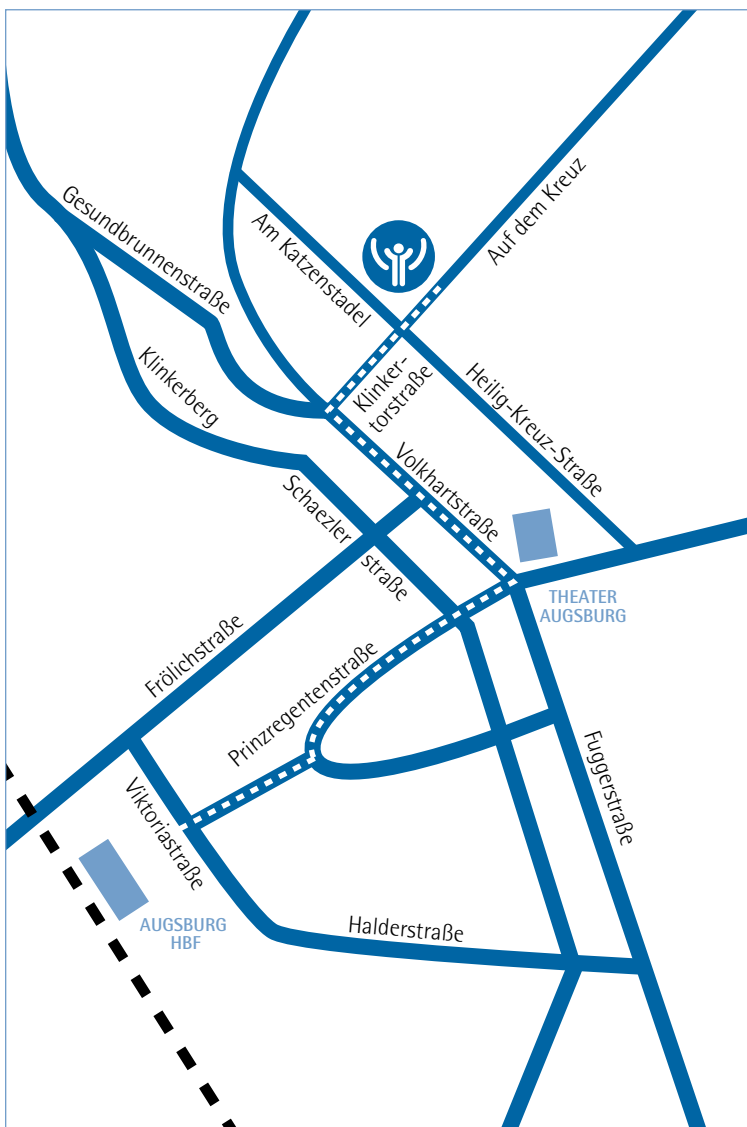 Gesundbrunnenstraße
Am Katzenstadel
Auf dem Kreuz
Klinkerberg
Klinker-
torstraße
Heilig-Kreuz-Straße
Volkhartstraße
Schaezler
straße
THEATER
AUGSBURG
Frölichstraße
Prinzregentenstraße
Fuggerstraße
Viktoriastraße
AUGSBURG
HBF
Halderstraße